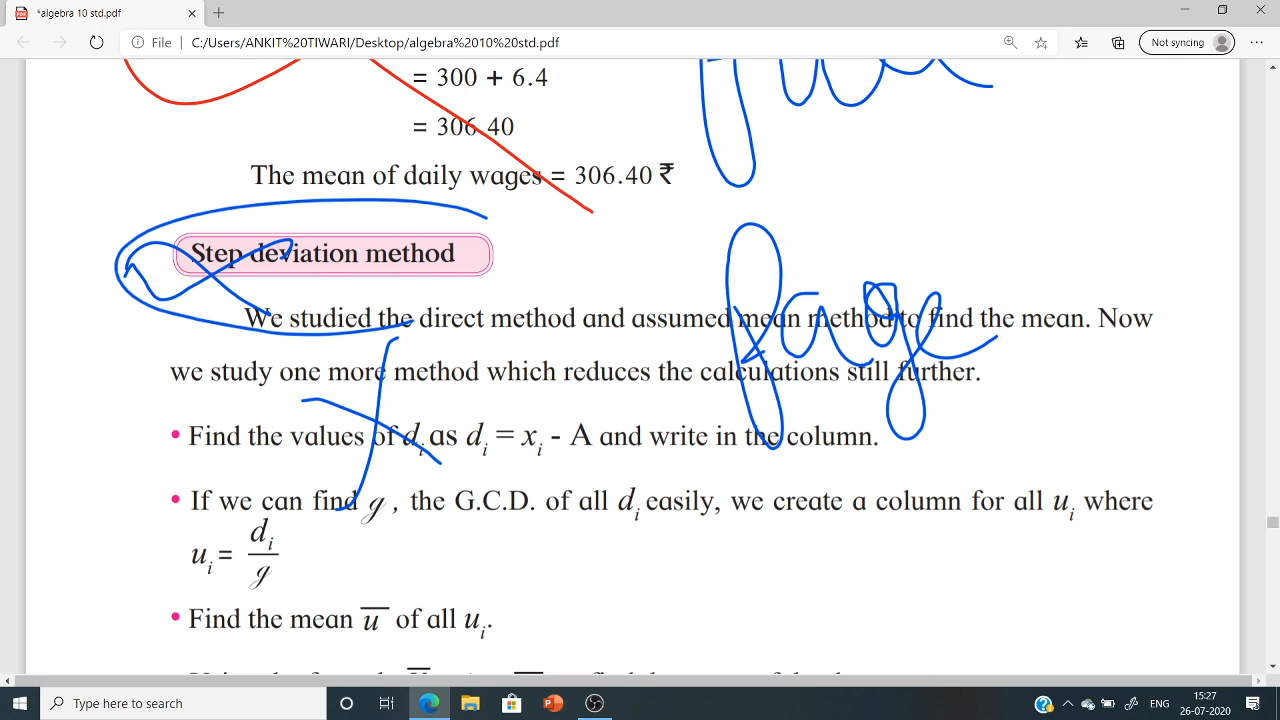 *algebra 10 std.pdf
File
C:/Users/ANKIT%20TIWARI/Desktop/algebra%2010%20std.pdf
Not syncing
= 300 + 6.4
= 306.40
The mean of daily wages = 306.40 ₹
Step deviation method
We studied the direct method and assumed mean method to find the mean. Now
we study one more method which reduces the calculations still further.
• Find the values of dᵢ as dᵢ = xᵢ - A and write in the column.
• If we can find g, the G.C.D. of all dᵢ easily, we create a column for all uᵢ where
uᵢ = dᵢ/g
• Find the mean u̅ of all uᵢ.
Type here to search
ENG
15:27
26-07-2020